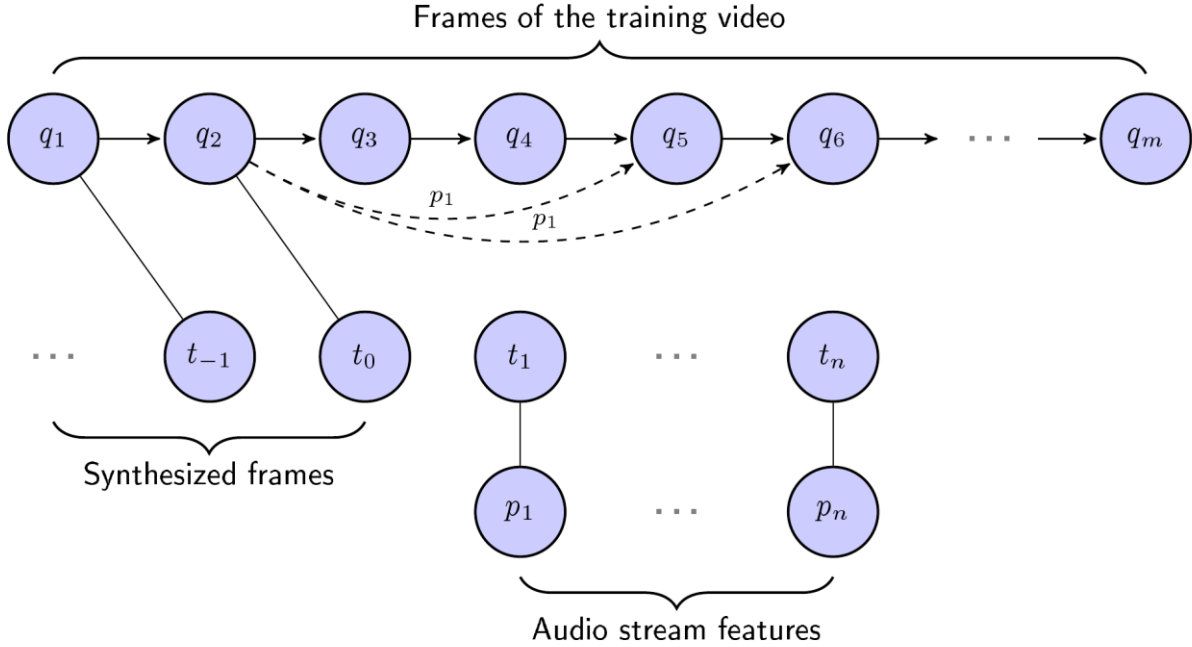 Frames of the training video
q₁ q₂ q₃ q₄ q₅ q₆ ··· qₘ
p₁
p₁
··· t₋₁ t₀ t₁ ··· tₙ
Synthesized frames
p₁ ··· pₙ
Audio stream features